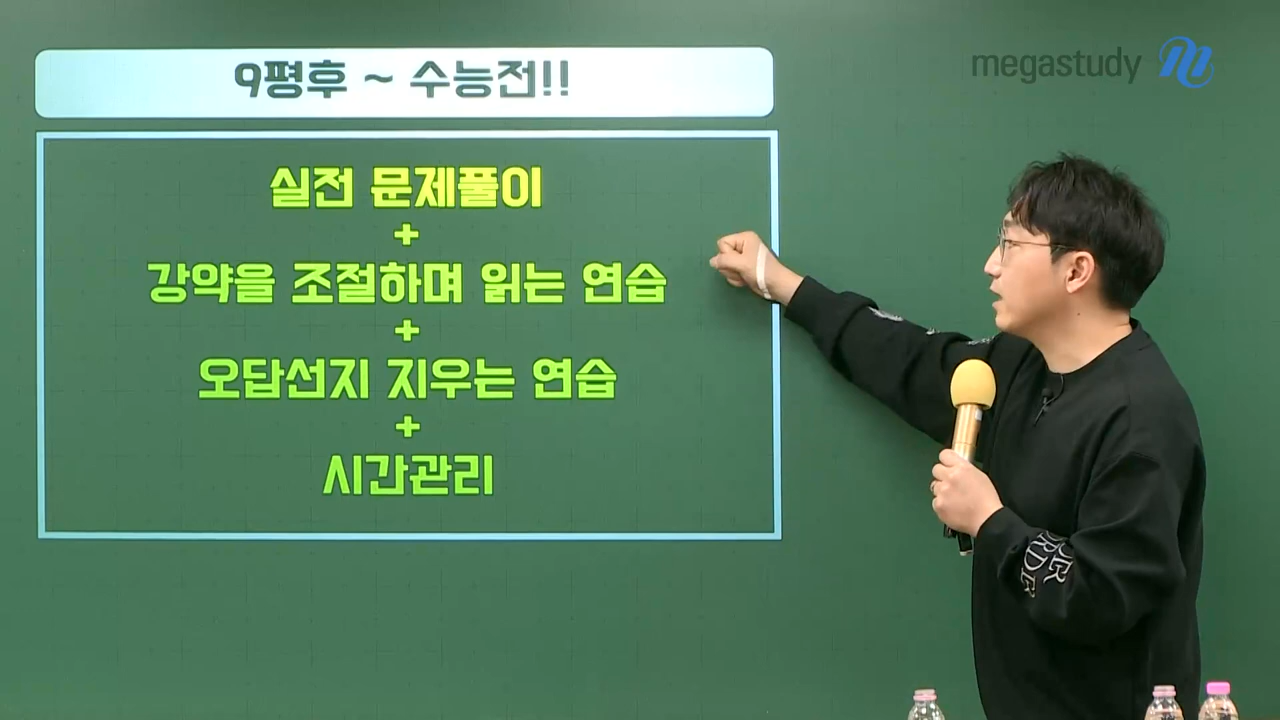 9평후 ~ 수능전!!
megastudy
실전 문제풀이
+
강약을 조절하며 읽는 연습
+
오답선지 지우는 연습
+
시간관리